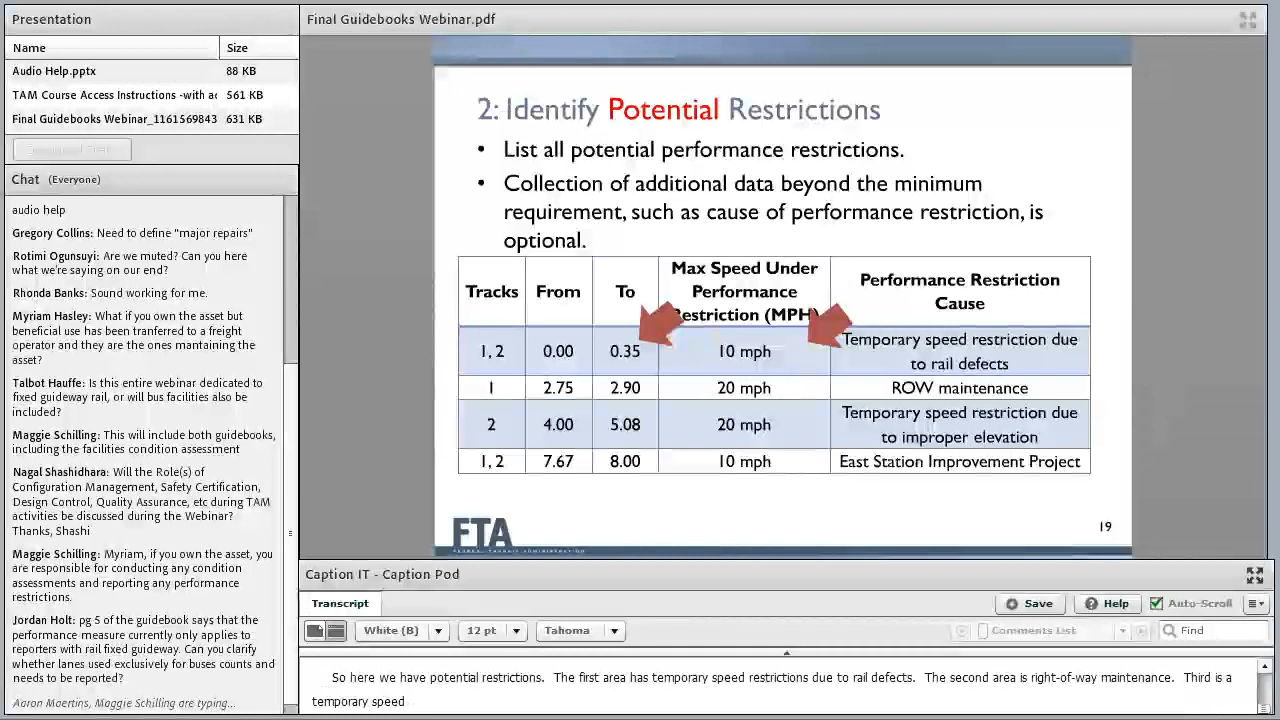 Presentation
Name Size
Audio Help.pptx 88 KB
TAM Course Access Instructions -with ac 561 KB
Final Guidebooks Webinar_1161569843 631 KB
Chat (Everyone)
audio help
Gregory Collins: Need to define "major repairs"
Rotimi Ogunsuyi: Are we muted? Can you here
what we're saying on our end?
Rhonda Banks: Sound working for me.
Myriam Hasley: What if you own the asset but
beneficial use has been tranferred to a freight
operator and they are the ones mantaining the
asset?
Talbot Hauffe: Is this entire webinar dedicated to
fixed guideway rail, or will bus facilities also be
included?
Maggie Schilling: This will include both guidebooks,
including the facilities condition assessment
Nagal Shashidhara: Will the Role(s) of
Configuration Management, Safety Certification,
Design Control, Quality Assurance, etc during TAM
activities be discussed during the Webinar?
Thanks, Shashi
Maggie Schilling: Myriam, if you own the asset, you
are responsible for conducting any condition
assessments and reporting any performance
restrictions.
Jordan Holt: pg 5 of the guidebook says that the
performance measure currently only applies to
reporters with rail fixed guideway. Can you clarify
whether lanes used exclusively for buses counts and
needs to be reported?
Aaron Maertins, Maggie Schilling are typing...
Final Guidebooks Webinar.pdf
2: Identify Potential Restrictions
• List all potential performance restrictions.
• Collection of additional data beyond the minimum
requirement, such as cause of performance restriction, is
optional.
Tracks From To Max Speed Under Performance Restriction (MPH) Performance Restriction Cause
1, 2 0.00 0.35 10 mph Temporary speed restriction due to rail defects
1 2.75 2.90 20 mph ROW maintenance
2 4.00 5.08 20 mph Temporary speed restriction due to improper elevation
1, 2 7.67 8.00 10 mph East Station Improvement Project
FTA
19
Caption IT - Caption Pod
Transcript Save Help Auto-Scroll
White (B) 12 pt Tahoma Comments List Find
So here we have potential restrictions. The first area has temporary speed restrictions due to rail defects. The second area is right-of-way maintenance. Third is a
temporary speed